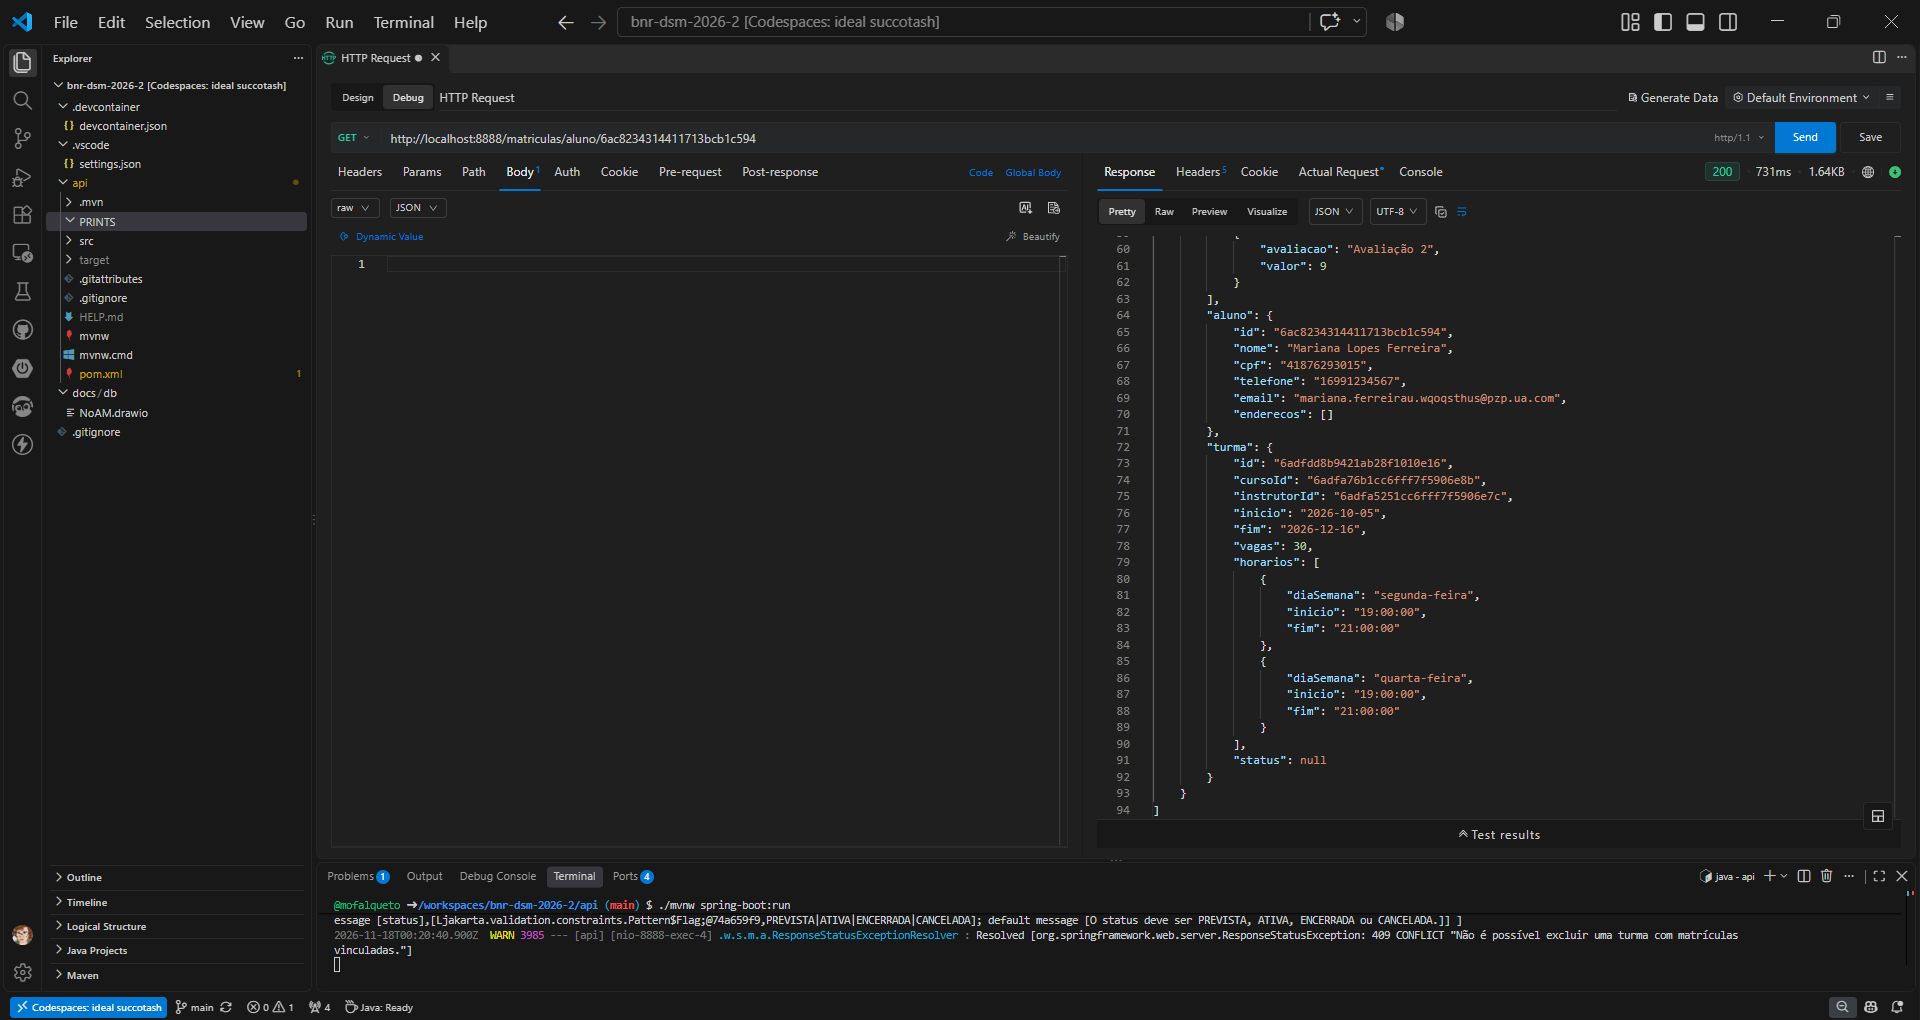 File Edit Selection View Go Run Terminal Help
bnr-dsm-2026-2 [Codespaces: ideal succotash]
Explorer
bnr-dsm-2026-2 [Codespaces: ideal succotash]
.devcontainer
devcontainer.json
.vscode
settings.json
api
.mvn
PRINTS
src
target
.gitattributes
.gitignore
HELP.md
mvnw
mvnw.cmd
pom.xml 1
docs / db
NoAM.drawio
.gitignore
Outline
Timeline
Logical Structure
Java Projects
Maven
HTTP Request
Design Debug HTTP Request
Generate Data Default Environment
GET http://localhost:8888/matriculas/aluno/6ac8234314411713bcb1c594 http/1.1 Send Save
Headers Params Path Body 1 Auth Cookie Pre-request Post-response Code Global Body
raw JSON
Dynamic Value Beautify
1
Response Headers 5 Cookie Actual Request Console 200 731ms 1.64KB
Pretty Raw Preview Visualize JSON UTF-8
60 "avaliacao": "Avaliação 2",
61 "valor": 9
62 }
63 ],
64 "aluno": {
65 "id": "6ac8234314411713bcb1c594",
66 "nome": "Mariana Lopes Ferreira",
67 "cpf": "41876293015",
68 "telefone": "16991234567",
69 "email": "mariana.ferreirau.wqoqsthus@pzp.ua.com",
70 "enderecos": []
71 },
72 "turma": {
73 "id": "6adfdd8b9421ab28f1010e16",
74 "cursoId": "6adfa76b1cc6fff7f5906e8b",
75 "instrutorId": "6adfa5251cc6fff7f5906e7c",
76 "inicio": "2026-10-05",
77 "fim": "2026-12-16",
78 "vagas": 30,
79 "horarios": [
80 {
81 "diaSemana": "segunda-feira",
82 "inicio": "19:00:00",
83 "fim": "21:00:00"
84 },
85 {
86 "diaSemana": "quarta-feira",
87 "inicio": "19:00:00",
88 "fim": "21:00:00"
89 }
90 ],
91 "status": null
92 }
93 }
94 ]
Test results
Problems 1 Output Debug Console Terminal Ports 4 java - api
@mofalqueto ➜ /workspaces/bnr-dsm-2026-2/api (main) $ ./mvnw spring-boot:run
essage [status],[Ljakarta.validation.constraints.Pattern$Flag;@74a659f9,PREVISTA|ATIVA|ENCERRADA|CANCELADA]; default message [O status deve ser PREVISTA, ATIVA, ENCERRADA ou CANCELADA.]] ]
2026-11-18T00:20:40.900Z WARN 3985 --- [api] [nio-8888-exec-4] .w.s.m.a.ResponseStatusExceptionResolver : Resolved [org.springframework.web.server.ResponseStatusException: 409 CONFLICT "Não é possível excluir uma turma com matrículas
vinculadas."]
Codespaces: ideal succotash main 0 1 4 Java: Ready